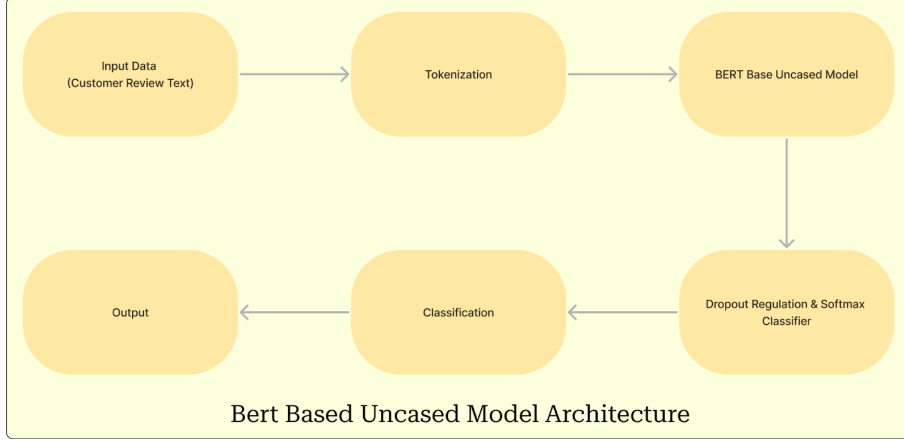 Input Data
(Customer Review Text)
Tokenization
BERT Base Uncased Model
Dropout Regulation & Softmax
Classifier
Classification
Output
Bert Based Uncased Model Architecture